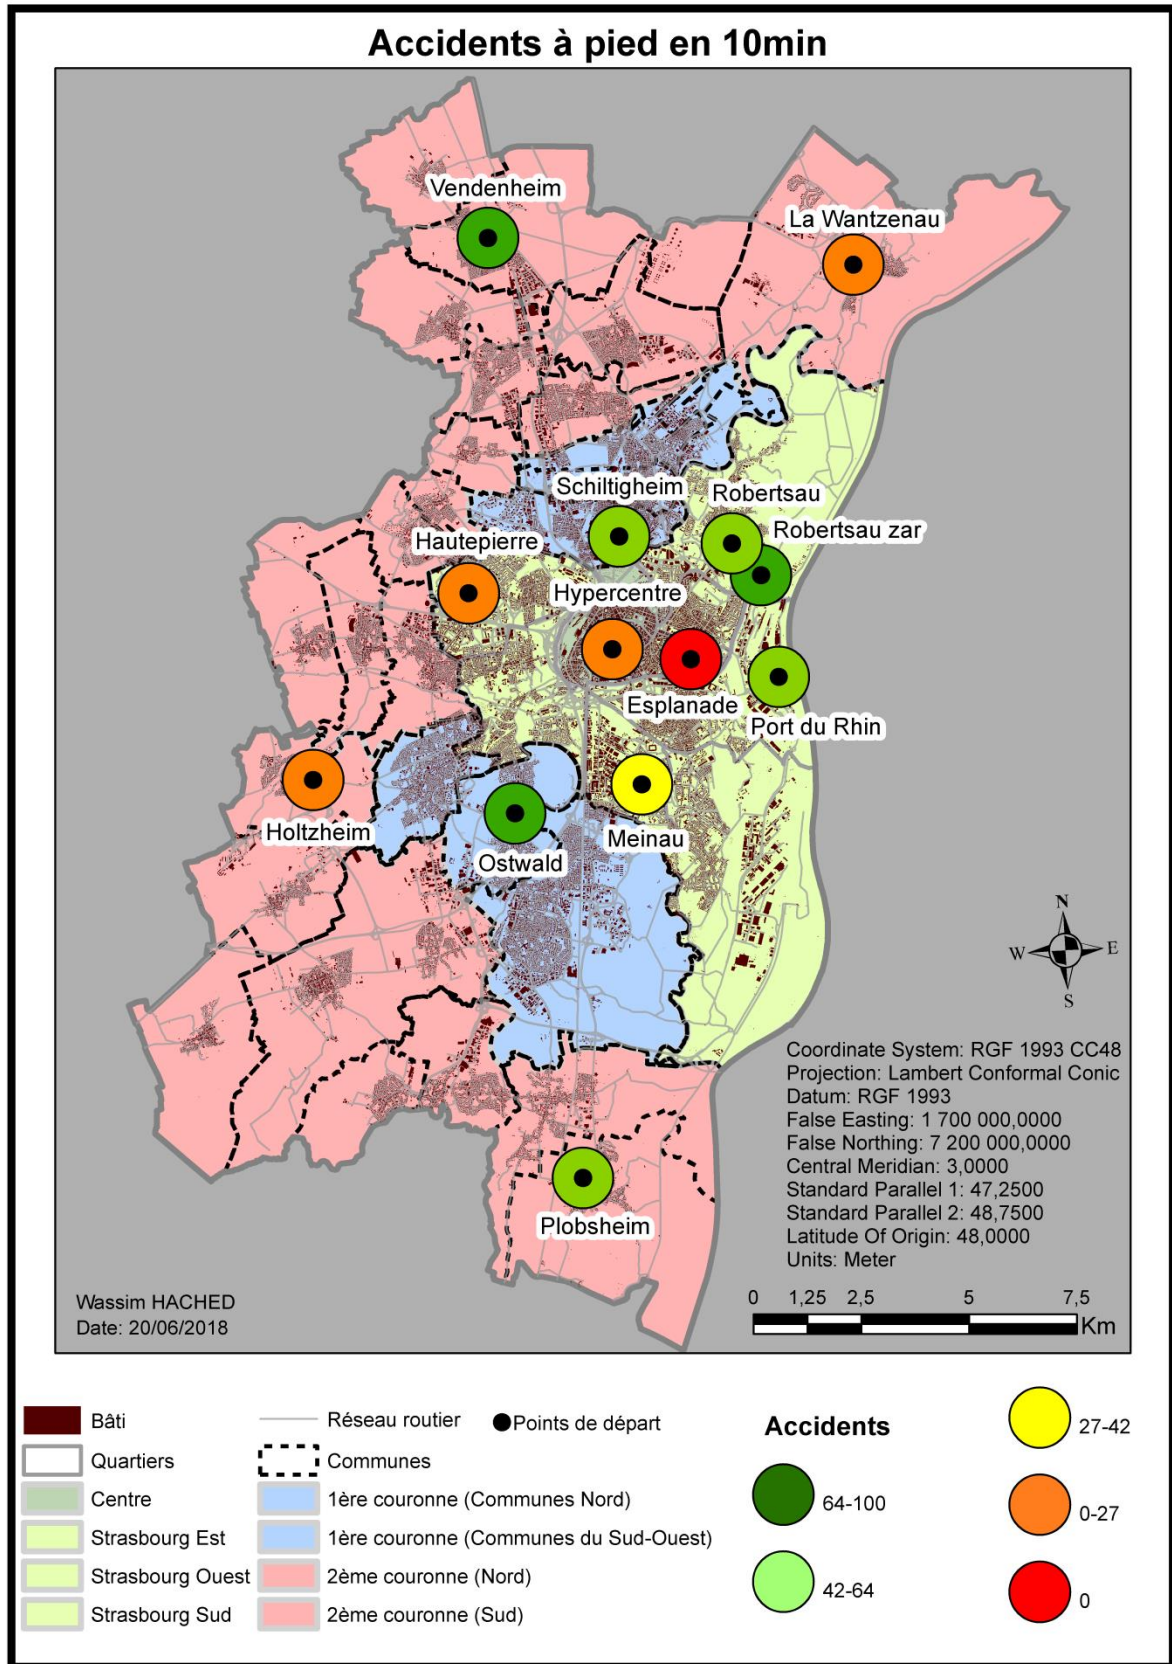 Accidents à pied en 10min
Vendenheim
La Wantzenau
Schiltigheim
Robertsau
Robertsau zar
Hautepierre
Hypercentre
Esplanade
Port du Rhin
Holtzheim
Ostwald
Meinau
Plobsheim
N
W
E
S
Coordinate System: RGF 1993 CC48
Projection: Lambert Conformal Conic
Datum: RGF 1993
False Easting: 1 700 000,0000
False Northing: 7 200 000,0000
Central Meridian: 3,0000
Standard Parallel 1: 47,2500
Standard Parallel 2: 48,7500
Latitude Of Origin: 48,0000
Units: Meter
0 1,25 2,5 5 7,5
Km
Wassim HACHED
Date: 20/06/2018
Bâti
Quartiers
Centre
Strasbourg Est
Strasbourg Ouest
Strasbourg Sud
Réseau routier
Communes
1ère couronne (Communes Nord)
1ère couronne (Communes du Sud-Ouest)
2ème couronne (Nord)
2ème couronne (Sud)
Points de départ
Accidents
64-100
42-64
27-42
0-27
0